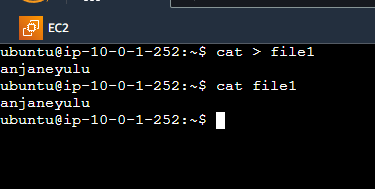 EC2
ubuntu@ip-10-0-1-252:~$ cat > file1
anjaneyulu
ubuntu@ip-10-0-1-252:~$ cat file1
anjaneyulu
ubuntu@ip-10-0-1-252:~$